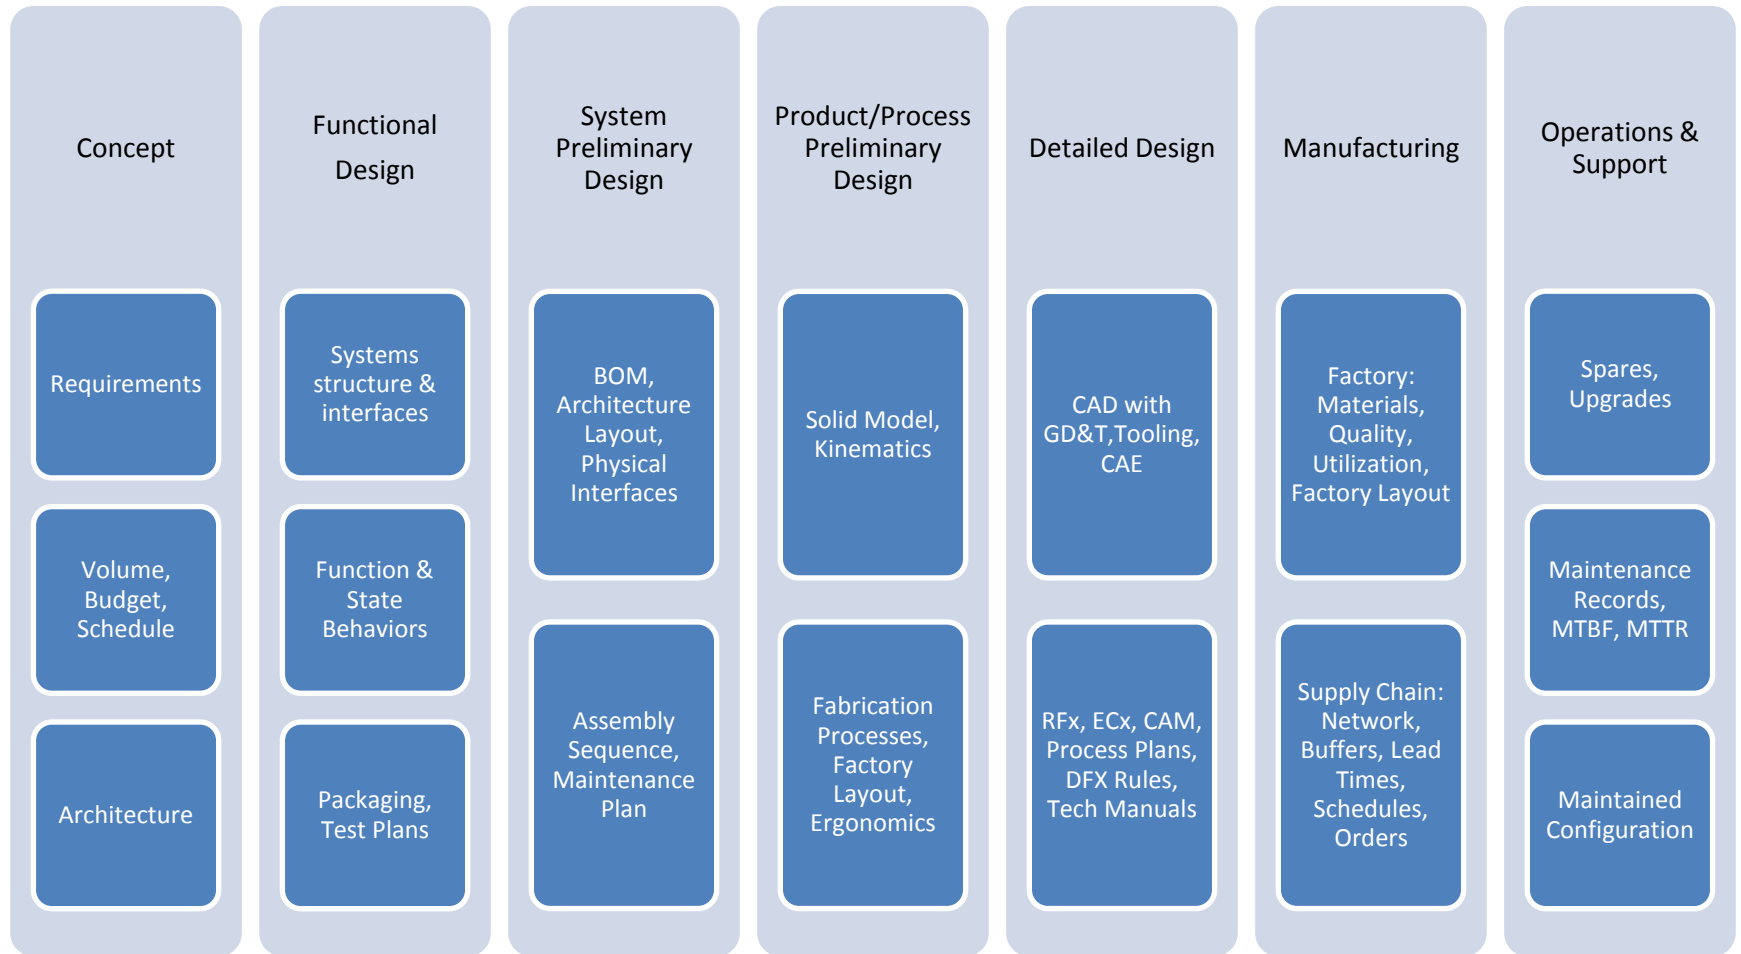 Concept
Requirements
Volume,
Budget,
Schedule
Architecture
Functional
Design
Systems
structure &
interfaces
Function &
State
Behaviors
Packaging,
Test Plans
System
Preliminary
Design
BOM,
Architecture
Layout,
Physical
Interfaces
Assembly
Sequence,
Maintenance
Plan
Product/Process
Preliminary
Design
Solid Model,
Kinematics
Fabrication
Processes,
Factory
Layout,
Ergonomics
Detailed Design
CAD with
GD&T,Tooling,
CAE
RFx, ECx, CAM,
Process Plans,
DFX Rules,
Tech Manuals
Manufacturing
Factory:
Materials,
Quality,
Utilization,
Factory Layout
Supply Chain:
Network,
Buffers, Lead
Times,
Schedules,
Orders
Operations &
Support
Spares,
Upgrades
Maintenance
Records,
MTBF, MTTR
Maintained
Configuration